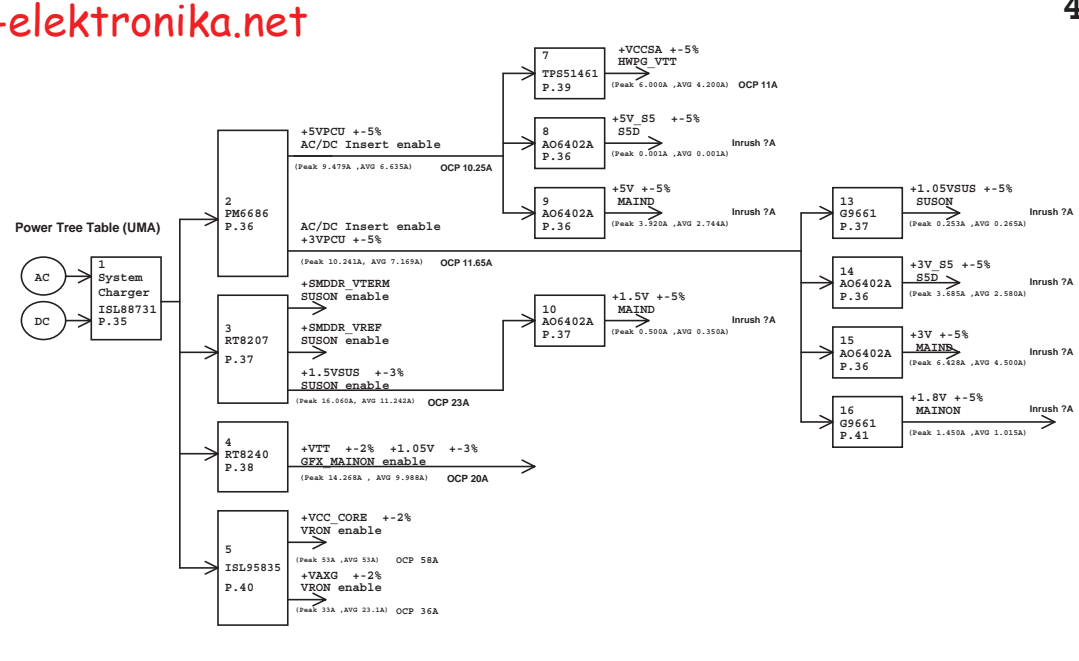 -elektronika.net
4
Power Tree Table (UMA)
AC
DC
1
System
Charger
ISL88731
P.35
2
PM6686
P.36
+5VPCU +-5%
AC/DC Insert enable
(Peak 9.479A ,AVG 6.635A)
OCP 10.25A
AC/DC Insert enable
+3VPCU +-5%
(Peak 10.241A, AVG 7.169A)
OCP 11.65A
3
RT8207
P.37
+SMDDR_VTERM
SUSON enable
+SMDDR_VREF
SUSON enable
+1.5VSUS +-3%
SUSON enable
(Peak 16.060A, AVG 11.242A)
OCP 23A
4
RT8240
P.38
+VTT +-2% +1.05V +-3%
GFX_MAINON enable
(Peak 14.268A , AVG 9.988A)
OCP 20A
5
ISL95835
P.40
+VCC_CORE +-2%
VRON enable
(Peak 53A ,AVG 53A)
OCP 58A
+VAXG +-2%
VRON enable
(Peak 33A ,AVG 23.1A)
OCP 36A
7
TPS51461
P.39
+VCCSA +-5%
HWPG_VTT
(Peak 6.000A ,AVG 4.200A)
OCP 11A
8
AO6402A
P.36
+5V_S5 +-5%
S5D
(Peak 0.001A ,AVG 0.001A)
Inrush ?A
9
AO6402A
P.36
+5V +-5%
MAIND
(Peak 3.920A ,AVG 2.744A)
Inrush ?A
10
AO6402A
P.37
+1.5V +-5%
MAIND
(Peak 0.500A ,AVG 0.350A)
Inrush ?A
13
G9661
P.37
+1.05VSUS +-5%
SUSON
(Peak 0.253A ,AVG 0.265A)
Inrush ?A
14
AO6402A
P.36
+3V_S5 +-5%
S5D
(Peak 3.685A ,AVG 2.580A)
Inrush ?A
15
AO6402A
P.36
+3V +-5%
MAIND
(Peak 6.428A ,AVG 4.500A)
Inrush ?A
16
G9661
P.41
+1.8V +-5%
MAINON
(Peak 1.450A ,AVG 1.015A)
Inrush ?A